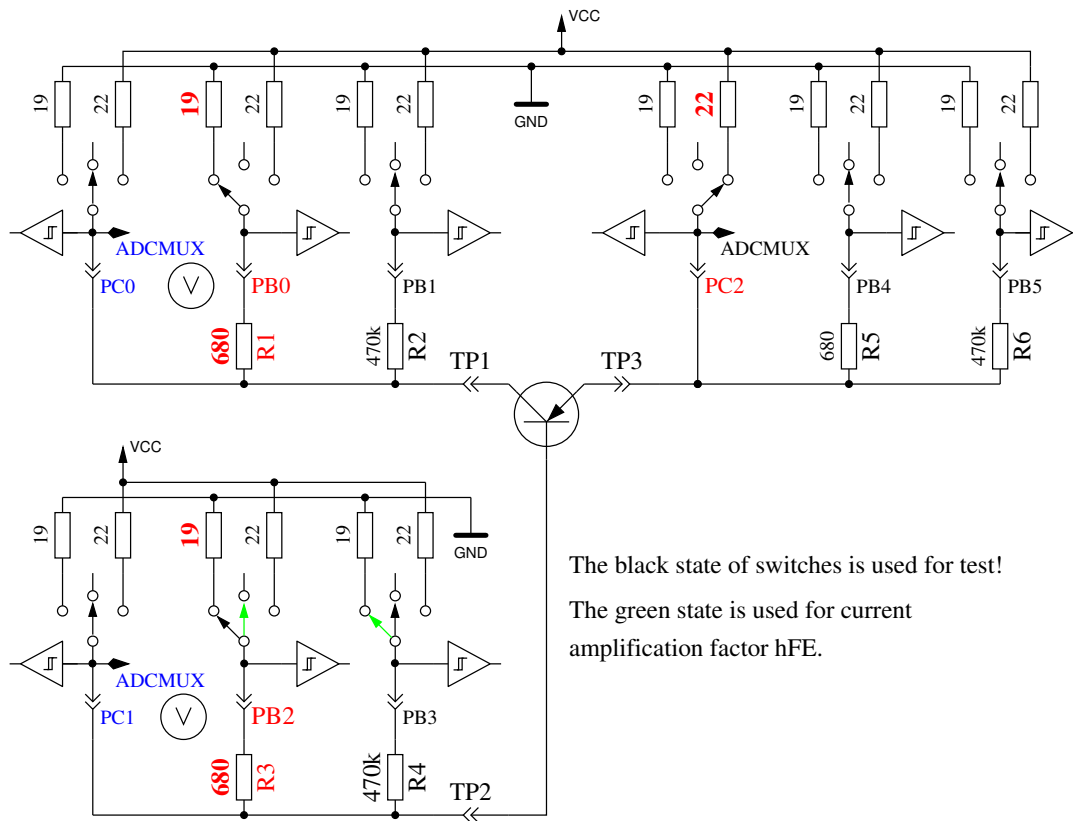 VCC
19
22
19
22
19
22
GND
19
22
19
22
19
22
ADCMUX
ADCMUX
PC0
V
PB0
PB1
PC2
PB4
PB5
680
R1
470k
R2
680
R5
470k
R6
TP1
TP3
VCC
19
22
19
22
19
22
GND
The black state of switches is used for test!
The green state is used for current
amplification factor hFE.
ADCMUX
PC1
V
PB2
PB3
680
R3
470k
R4
TP2